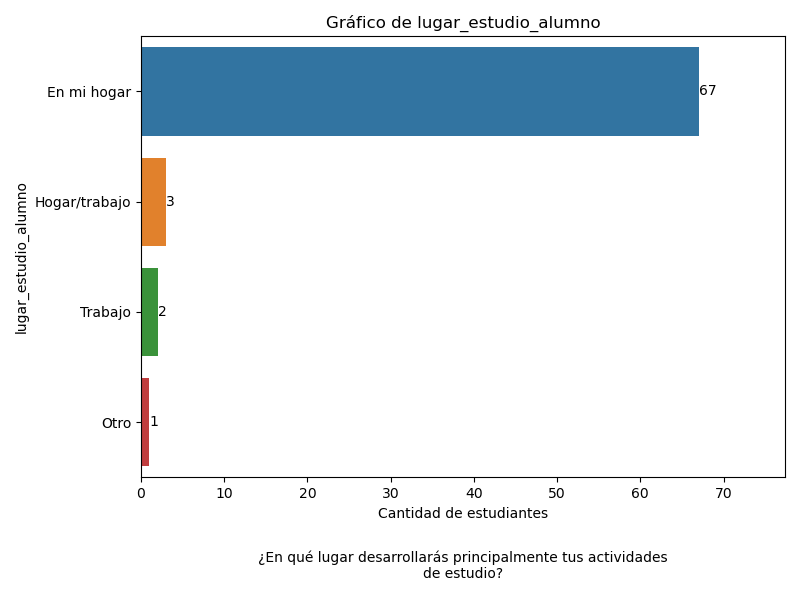 Gráfico de lugar_estudio_alumno
lugar_estudio_alumno
En mi hogar
67
Hogar/trabajo
3
Trabajo
2
Otro
1
0 10 20 30 40 50 60 70
Cantidad de estudiantes
¿En qué lugar desarrollarás principalmente tus actividades
de estudio?